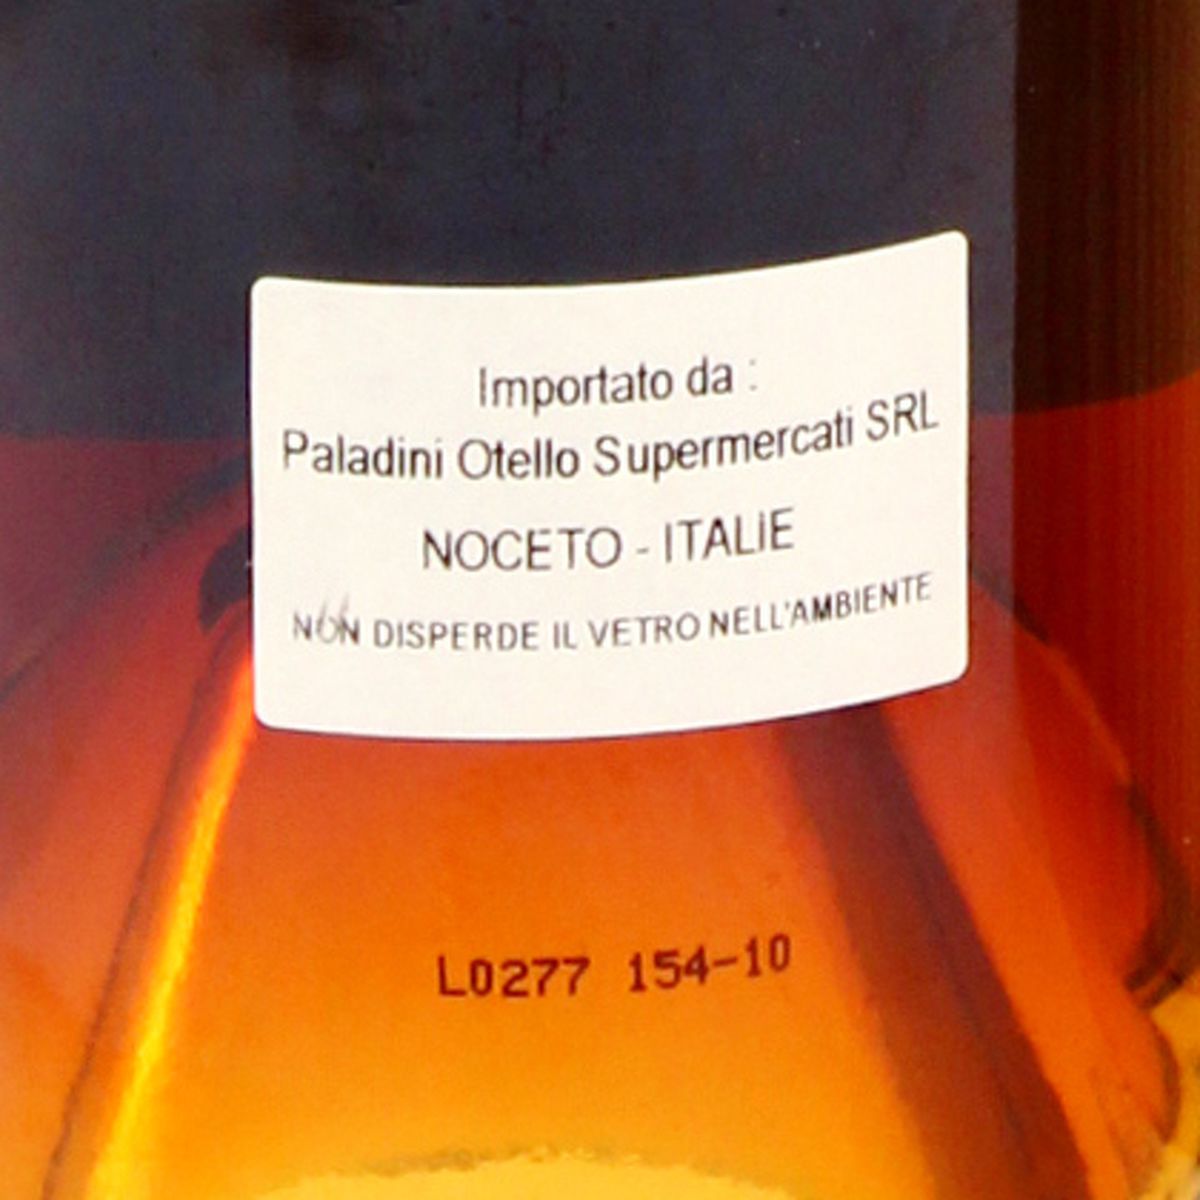 Importato da :
Paladini Otello Supermercati SRL
NOCETO - ITALIE
NON DISPERDE IL VETRO NELL'AMBIENTE
L0277 154-10